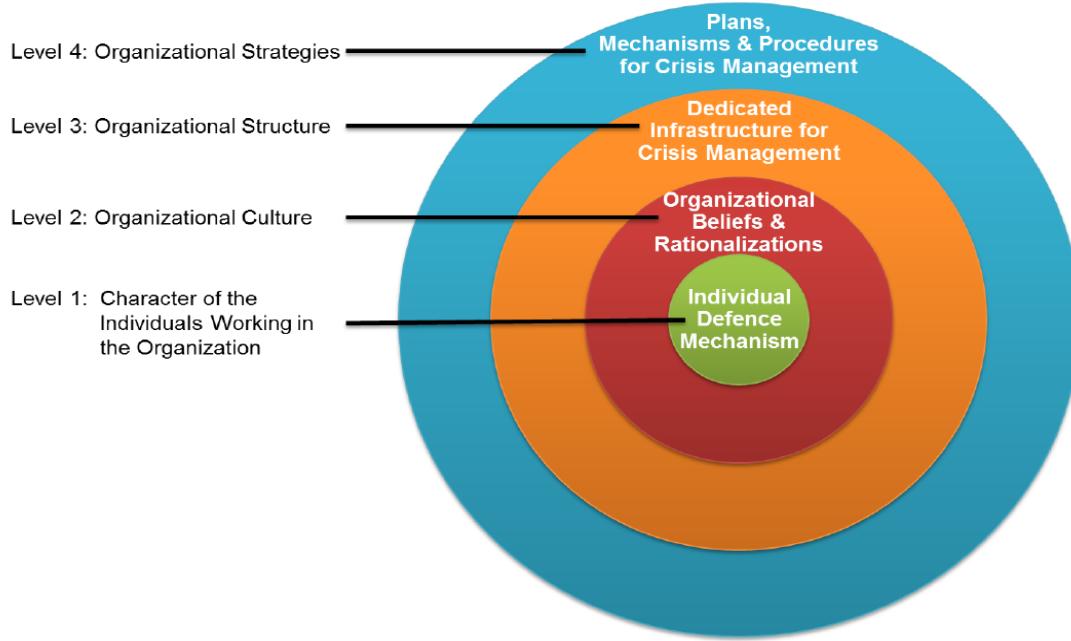 Plans,
Mechanisms & Procedures
for Crisis Management
Level 4: Organizational Strategies
Dedicated
Infrastructure for
Crisis Management
Level 3: Organizational Structure
Organizational
Beliefs &
Rationalizations
Level 2: Organizational Culture
Individual
Defence
Mechanism
Level 1: Character of the
Individuals Working in
the Organization